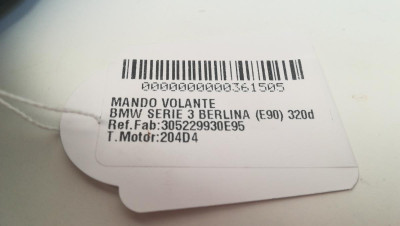 0000000000361505
MANDO VOLANTE
BMW SERIE 3 BERLINA (E90) 320d
Ref.Fab:305229930E95
T.Motor:204D4